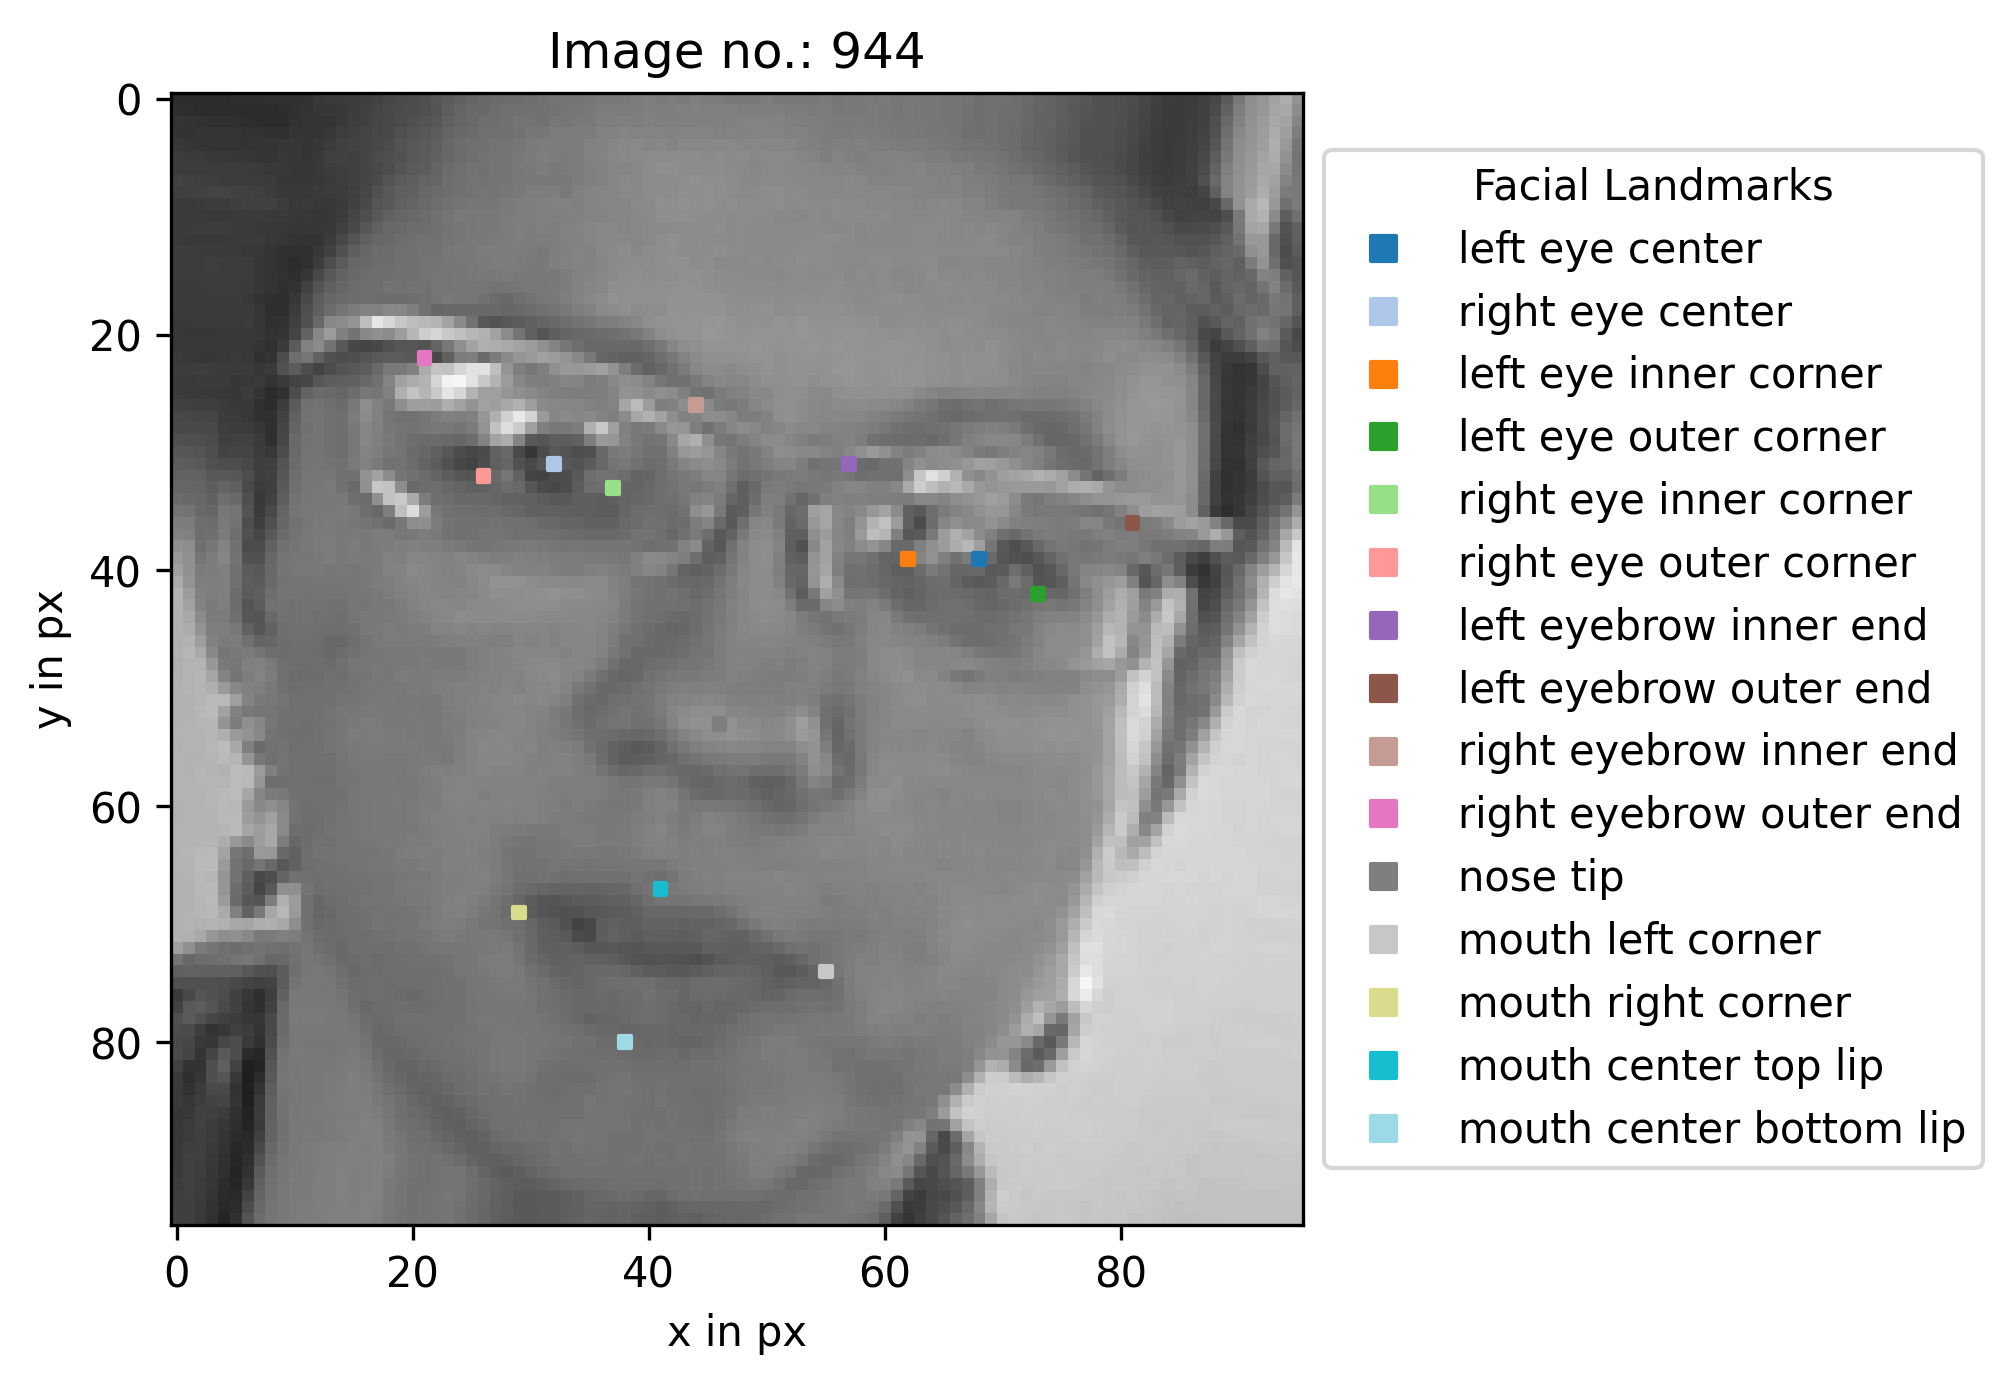 Image no.: 944
0
20
40
60
80
y in px
0 20 40 60 80
x in px
Facial Landmarks
left eye center
right eye center
left eye inner corner
left eye outer corner
right eye inner corner
right eye outer corner
left eyebrow inner end
left eyebrow outer end
right eyebrow inner end
right eyebrow outer end
nose tip
mouth left corner
mouth right corner
mouth center top lip
mouth center bottom lip